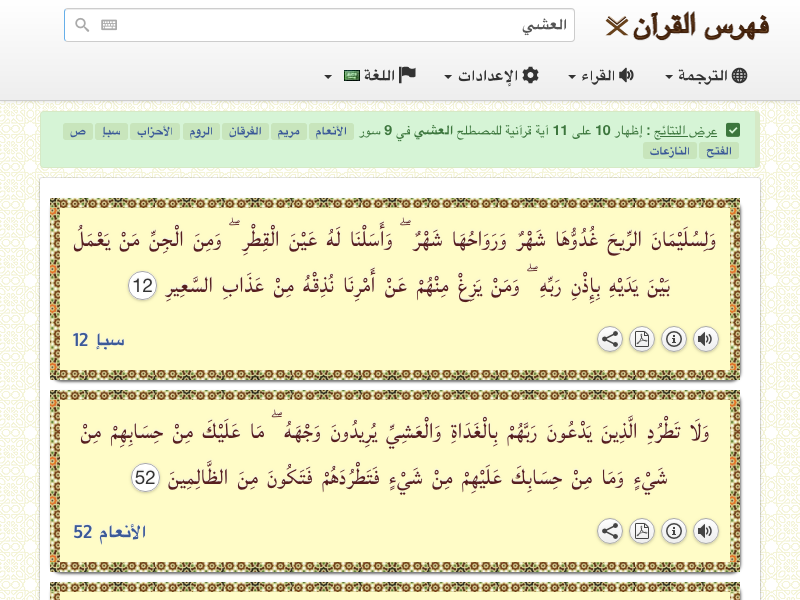 فهرس القرآن
العشي
الترجمة
القراء
الإعدادات
اللغة
عرض النتائج : إظهار 10 على 11 آية قرآنية للمصطلح العشي في 9 سور الأنعام مريم الفرقان الروم الأحزاب سبإ ص
الفتح النازعات
وَلِسُلَيْمَانَ الرِّيحَ غُدُوُّهَا شَهْرٌ وَرَوَاحُهَا شَهْرٌ ۖ وَأَسَلْنَا لَهُ عَيْنَ الْقِطْرِ ۖ وَمِنَ الْجِنِّ مَنْ يَعْمَلُ
بَيْنَ يَدَيْهِ بِإِذْنِ رَبِّهِ ۖ وَمَنْ يَزِغْ مِنْهُمْ عَنْ أَمْرِنَا نُذِقْهُ مِنْ عَذَابِ السَّعِيرِ 12
سبإ 12
وَلَا تَطْرُدِ الَّذِينَ يَدْعُونَ رَبَّهُمْ بِالْغَدَاةِ وَالْعَشِيِّ يُرِيدُونَ وَجْهَهُ ۖ مَا عَلَيْكَ مِنْ حِسَابِهِمْ مِنْ
شَيْءٍ وَمَا مِنْ حِسَابِكَ عَلَيْهِمْ مِنْ شَيْءٍ فَتَطْرُدَهُمْ فَتَكُونَ مِنَ الظَّالِمِينَ 52
الأنعام 52